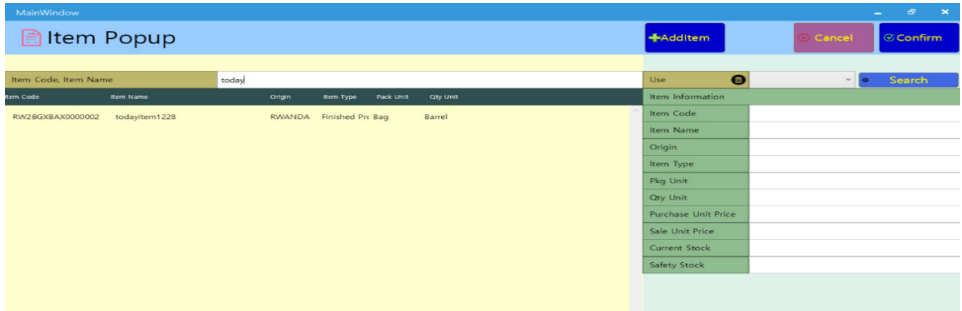 MainWindow
Item Popup
AddItem
Cancel
Confirm
Item Code, Item Name
today
Use
Search
Item Code Item Name Origin Item Type Pack Unit Qty Unit
RW2BGXBAX0000002 todayitem1228 RWANDA Finished Pro Bag Barrel
Item Information
Item Code
Item Name
Origin
Item Type
Pkg Unit
Qty Unit
Purchase Unit Price
Sale Unit Price
Current Stock
Safety Stock